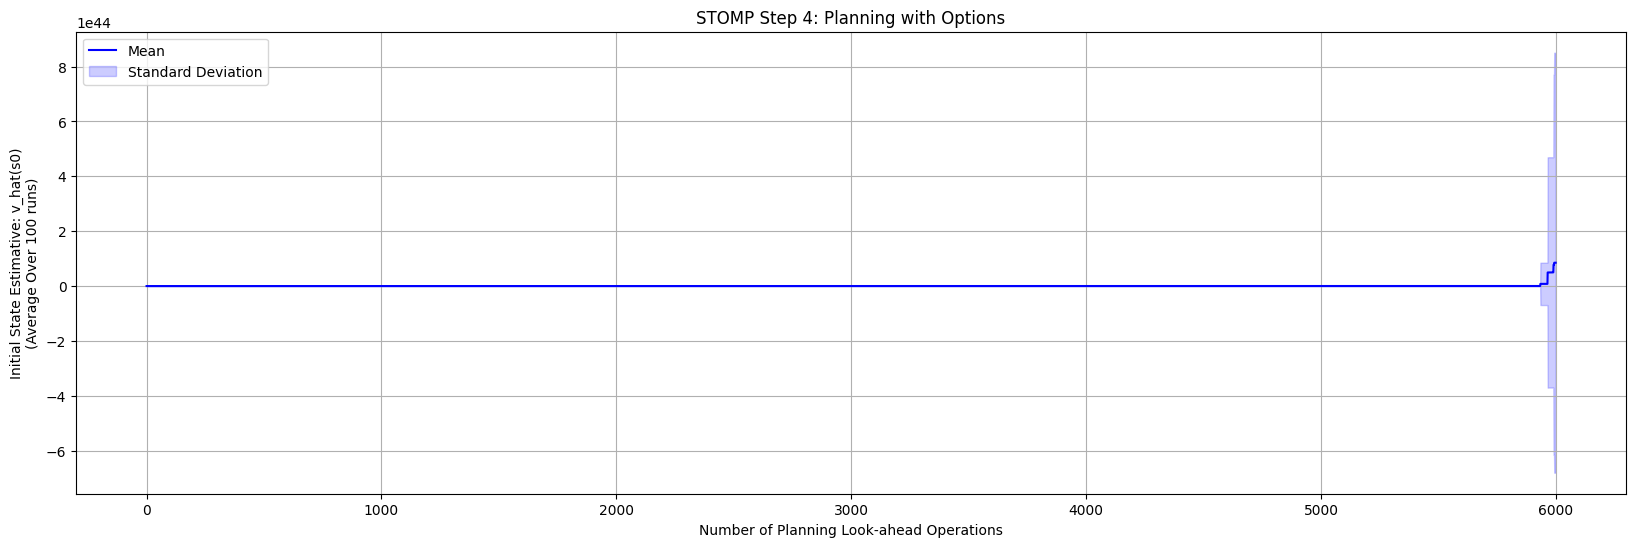 STOMP Step 4: Planning with Options
1e44
Mean
Standard Deviation
8
6
4
2
0
−2
−4
−6
Initial State Estimative: v_hat(s0)
(Average Over 100 runs)
0 1000 2000 3000 4000 5000 6000
Number of Planning Look-ahead Operations